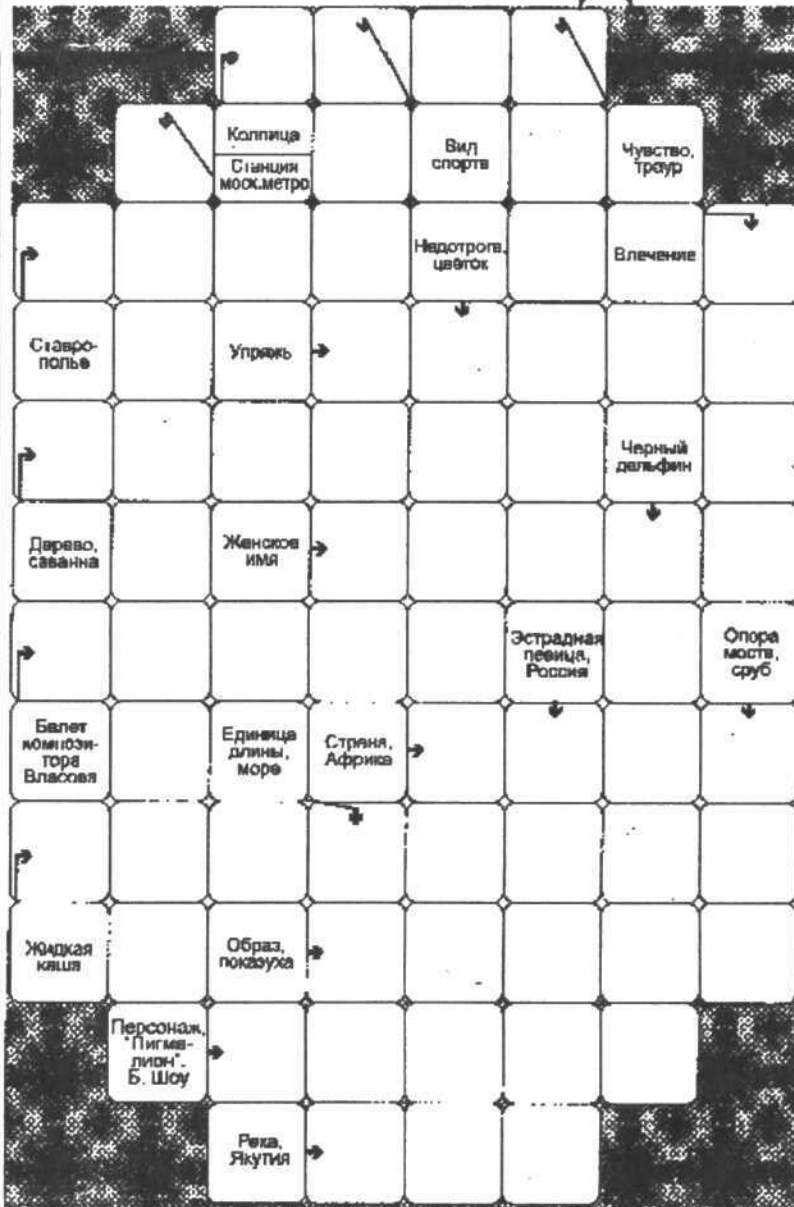 Колпица
Станция
моск.метро
Вид
спорта
Чувство,
траур
Недотрога,
цветок
Влечение
Ставро-
полье
Упряжь
Черный
дельфин
Дерево,
саванна
Женское
имя
Эстрадная
певица,
Россия
Опора
моста,
сруб
Балет
компози-
тора
Власова
Единица
длины,
море
Страна,
Африка
Жидкая
каша
Образ,
показуха
Персонаж,
"Пигма-
лион".
Б. Шоу
Река,
Якутия